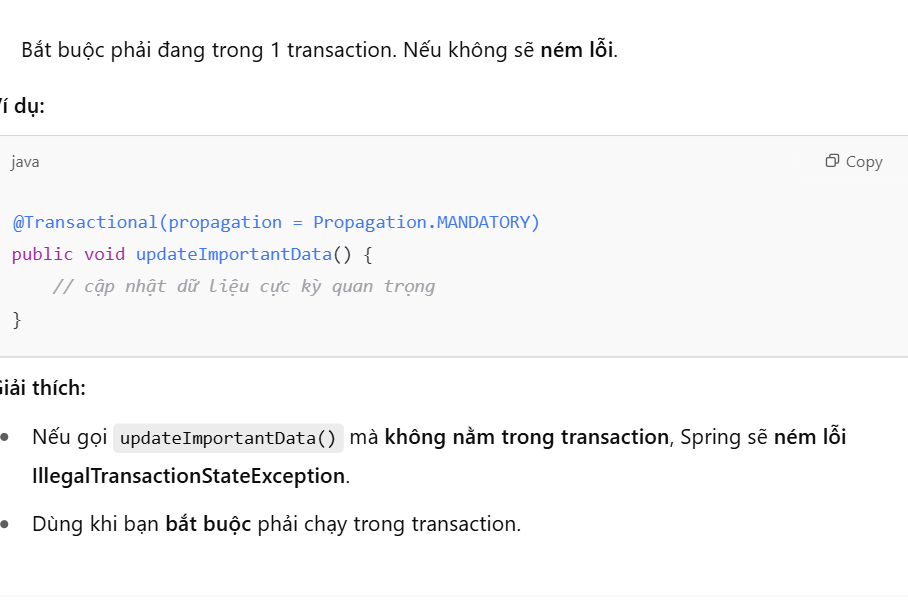 Bắt buộc phải đang trong 1 transaction. Nếu không sẽ ném lỗi.
í dụ:
java
Copy
@Transactional(propagation = Propagation.MANDATORY)
public void updateImportantData() {
// cập nhật dữ liệu cực kỳ quan trọng
}
iải thích:
Nếu gọi updateImportantData() mà không nằm trong transaction, Spring sẽ ném lỗi
IllegalTransactionStateException.
Dùng khi bạn bắt buộc phải chạy trong transaction.